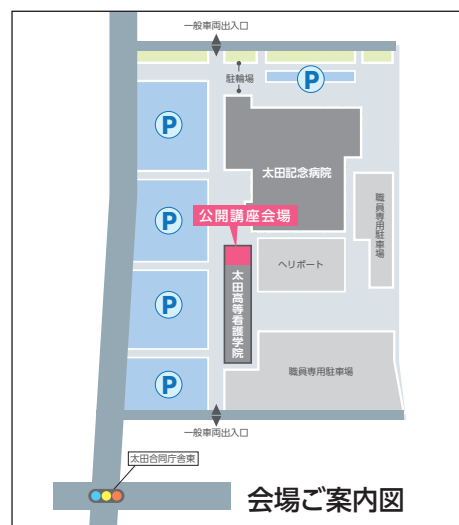 一般車両出入口
駐輪場
P
P
太田記念病院
職員専用駐車場
P
公開講座会場
ヘリポート
太田高等看護学院
P
職員専用駐車場
P
一般車両出入口
太田合同庁舎東
会場ご案内図